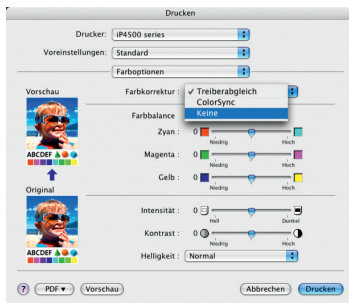 Drucken
Drucker: iP4500 series
Voreinstellungen: Standard
Farboptionen
Vorschau
Farbkorrektur : ✓ Treiberabgleich
ColorSync
Keine
Farbbalance
Zyan : 0
Niedrig Hoch
ABCDEF
Magenta : 0
Niedrig Hoch
Gelb : 0
Niedrig Hoch
Original
Intensität : 0
Hell Dunkel
Kontrast : 0
Niedrig Hoch
ABCDEF
Helligkeit : Normal
? PDF ▾ Vorschau Abbrechen Drucken